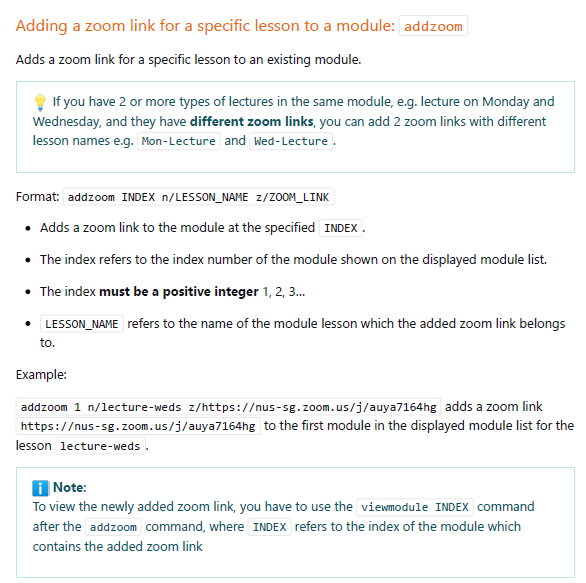 Adding a zoom link for a specific lesson to a module: addzoom
Adds a zoom link for a specific lesson to an existing module.
💡 If you have 2 or more types of lectures in the same module, e.g. lecture on Monday and
Wednesday, and they have different zoom links, you can add 2 zoom links with different
lesson names e.g. Mon-Lecture and Wed-Lecture .
Format: addzoom INDEX n/LESSON_NAME z/ZOOM_LINK
• Adds a zoom link to the module at the specified INDEX .
• The index refers to the index number of the module shown on the displayed module list.
• The index must be a positive integer 1, 2, 3...
• LESSON_NAME refers to the name of the module lesson which the added zoom link belongs
to.
Example:
addzoom 1 n/lecture-weds z/https://nus-sg.zoom.us/j/auya7164hg adds a zoom link
https://nus-sg.zoom.us/j/auya7164hg to the first module in the displayed module list for the
lesson lecture-weds .
ℹ️ Note:
To view the newly added zoom link, you have to use the viewmodule INDEX command
after the addzoom command, where INDEX refers to the index of the module which
contains the added zoom link